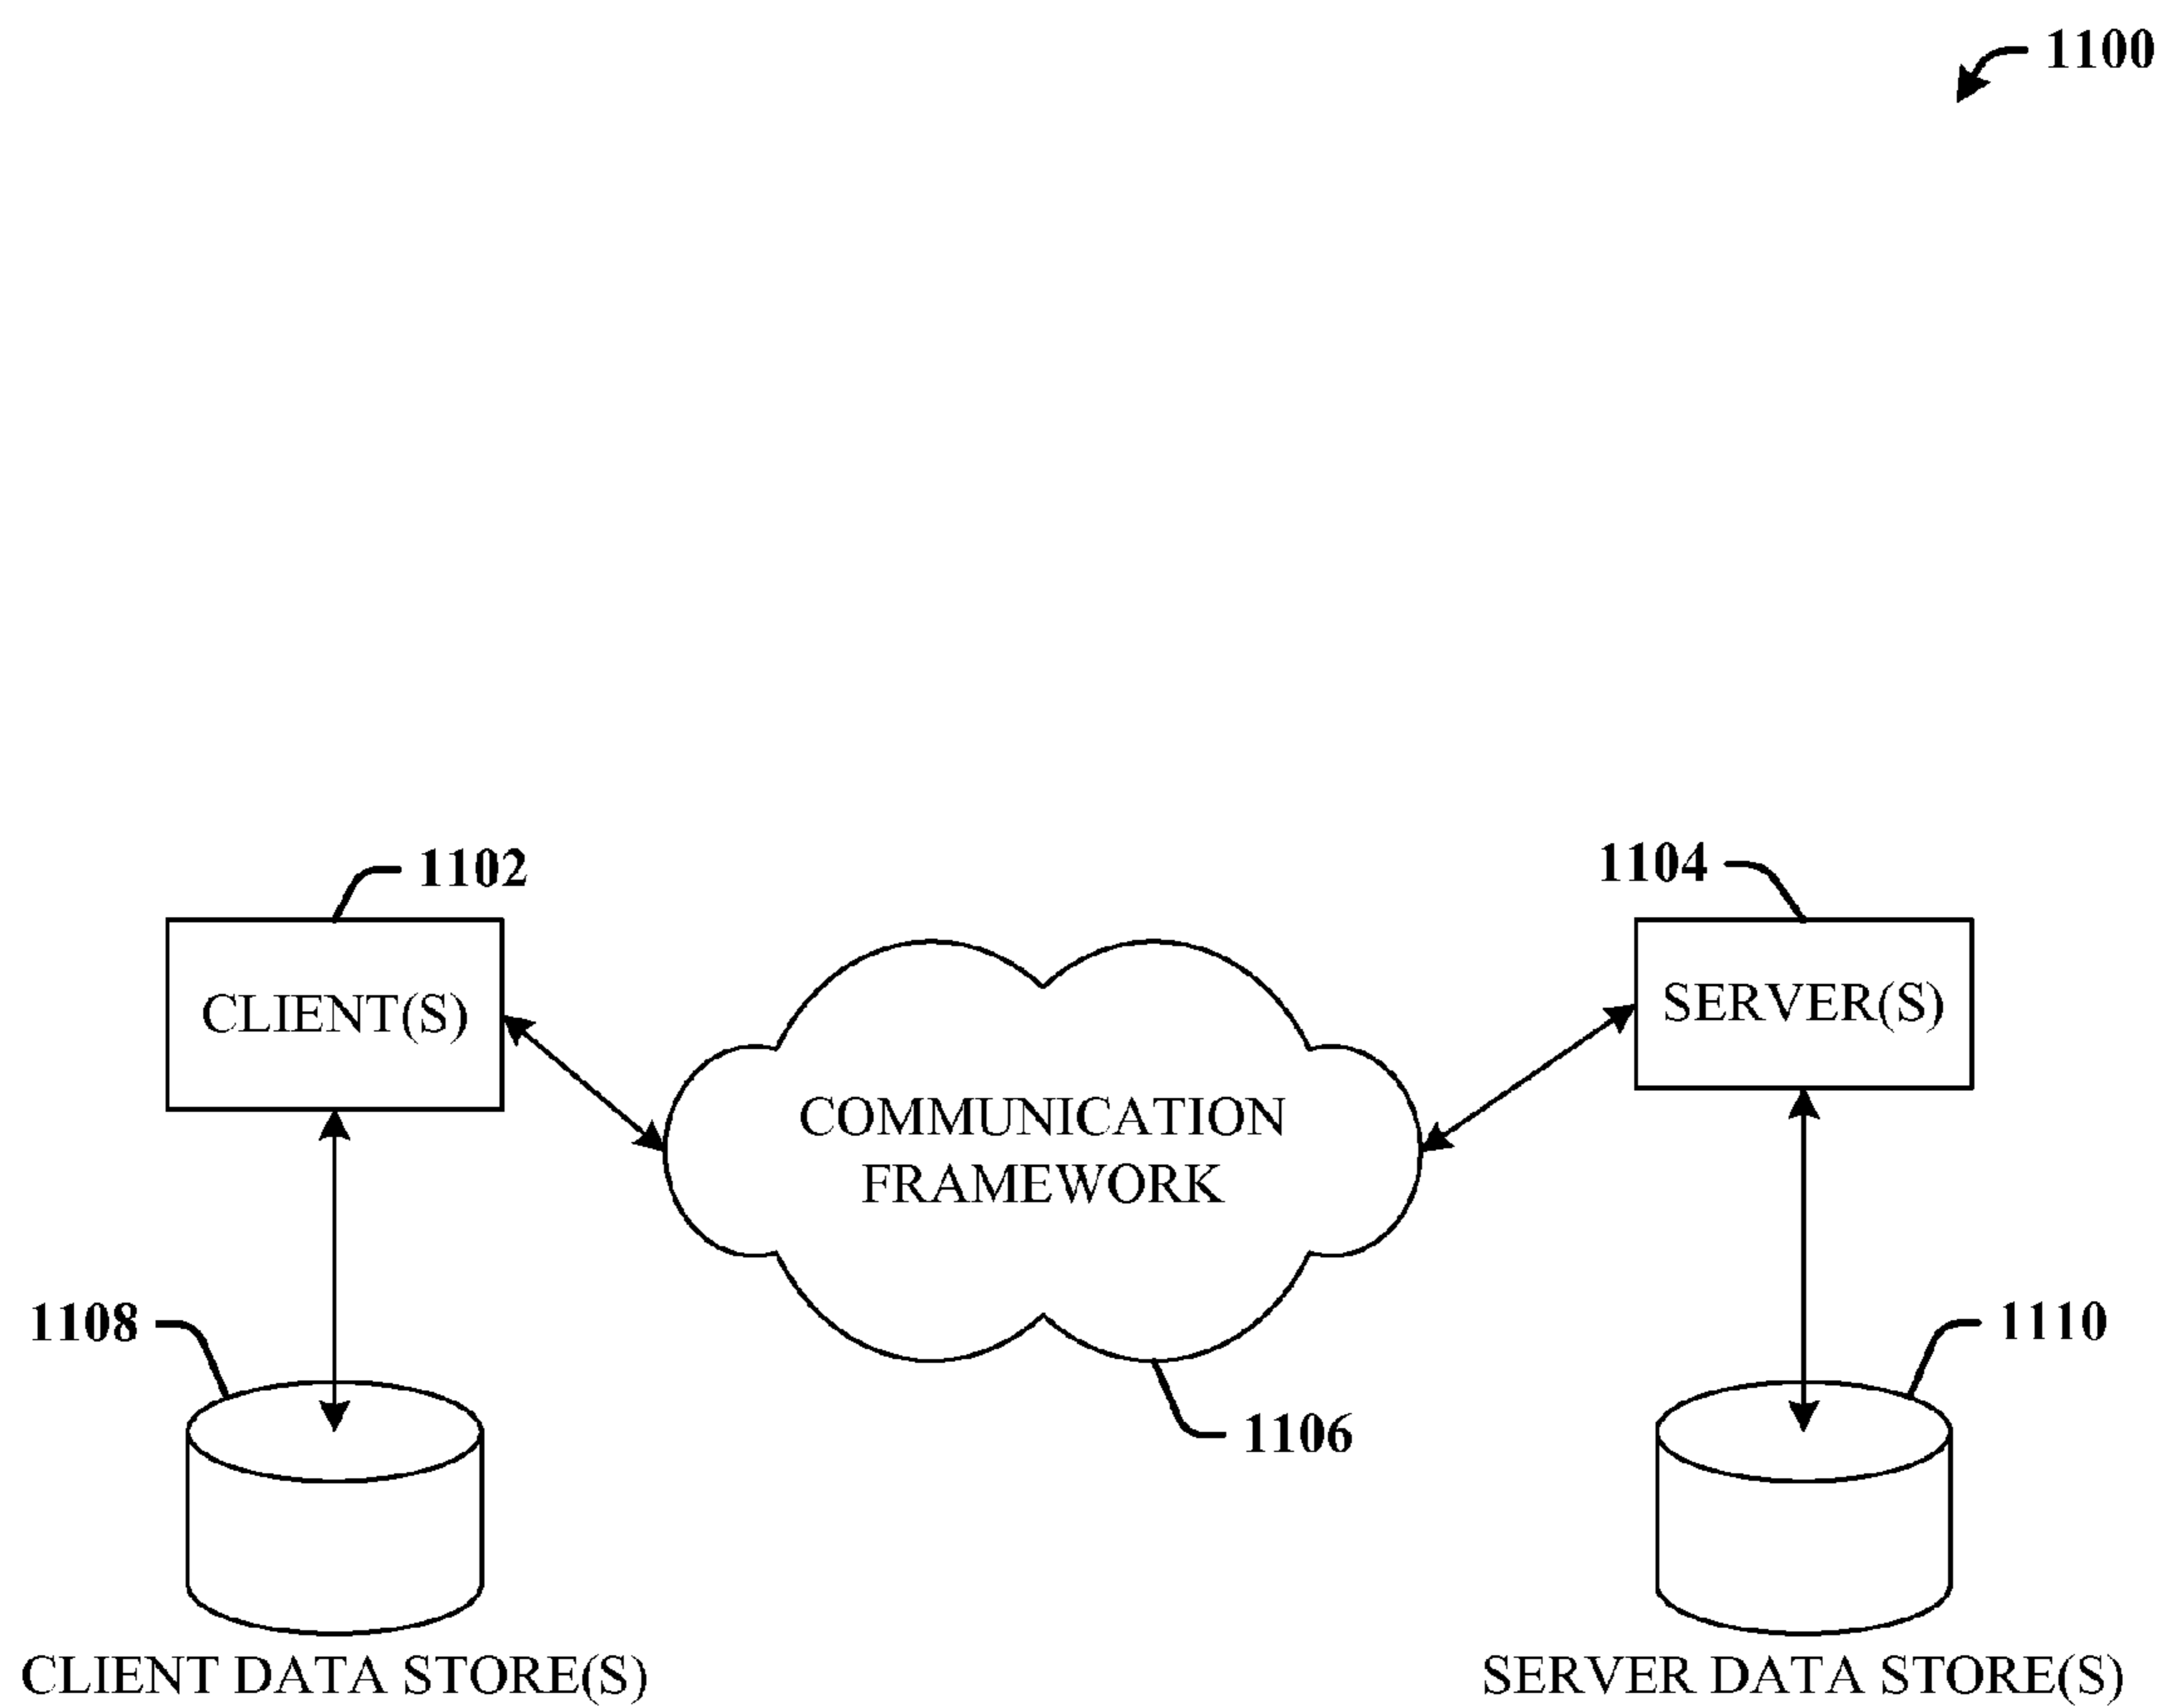 1100
1102
1104
CLIENT(S)
SERVER(S)
COMMUNICATION
FRAMEWORK
1108
1110
1106
CLIENT DATA STORE(S)
SERVER DATA STORE(S)